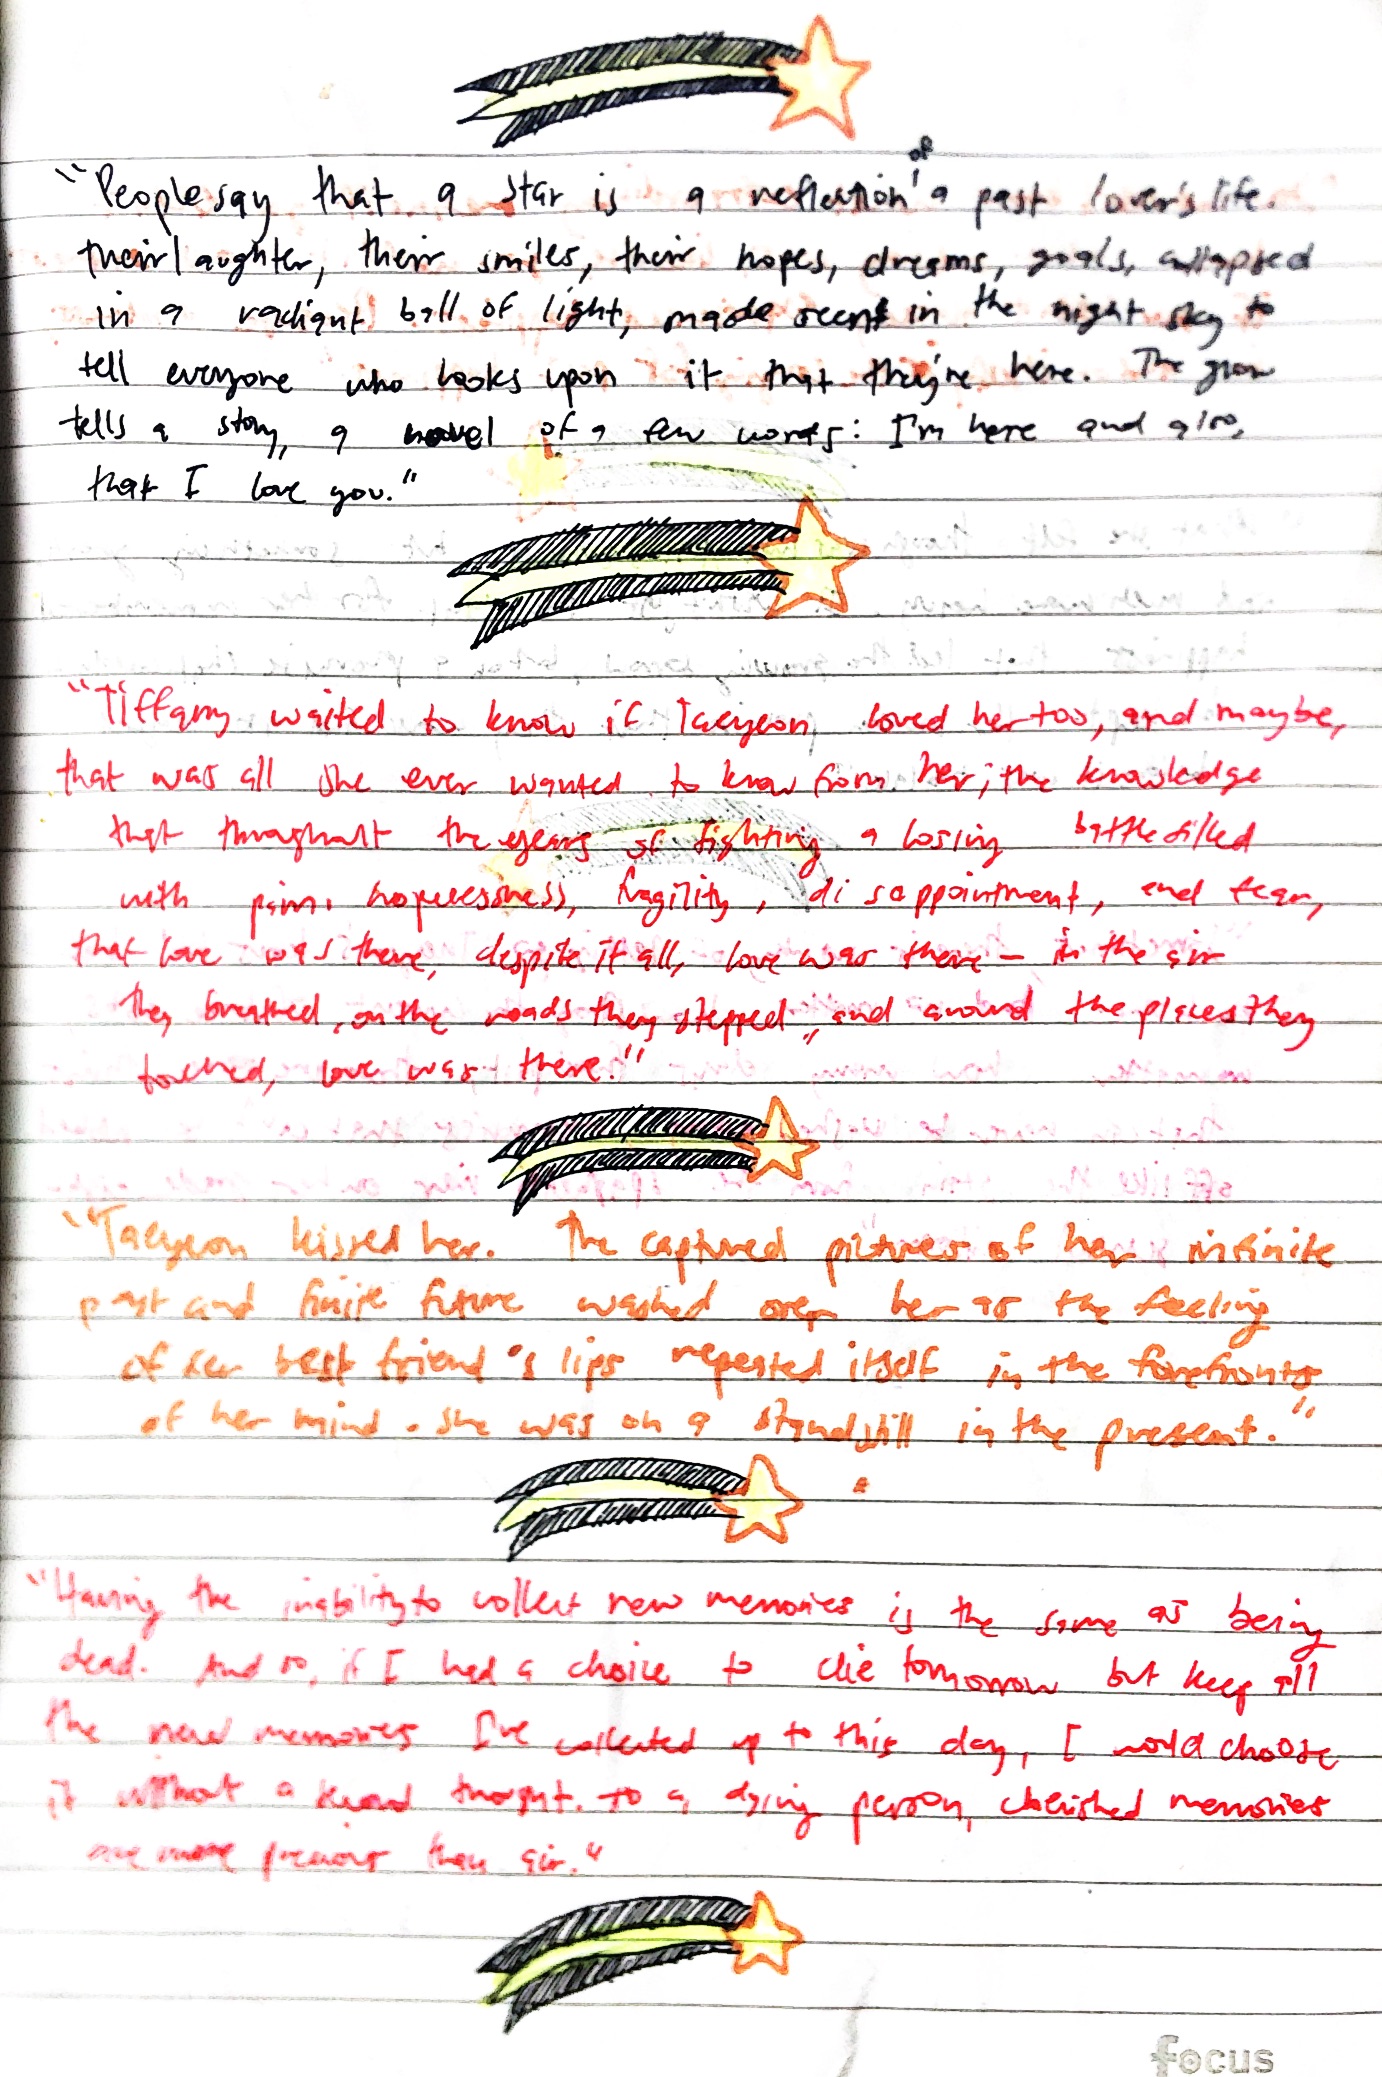 of
"People say that a star is a reflection a past lover's life.
their laughter, their smiles, their hopes, dreams, goals, collapsed
in a radiant ball of light, made seen in the night sky to
tell everyone who looks upon it that they're here. The glow
tells a story, a novel of a few words: I'm here and also,
that I love you."
"Tiffany waited to know if Taeyeon loved her too, and maybe,
that was all she ever wanted to know from her; the knowledge
that throughout the years of fighting a losing battle filled
with pain, hopelessness, fragility, disappointment, and fear,
that love was there, despite it all, love was there – in the air
they breathed, on the roads they stepped, and around the places they
touched, love was there."
"Taeyeon kissed her. The captured pictures of her infinite
past and finite future washed over her as the feeling
of her best friend's lips repeated itself in the forefronts
of her mind. She was on a standstill in the present."
"Having the inability to collect new memories is the same as being
dead. And so, if I had a choice to die tomorrow but keep all
the new memories I've collected up to this day, I would choose
it without a second thought. To a dying person, cherished memories
are more precious than air."
focus